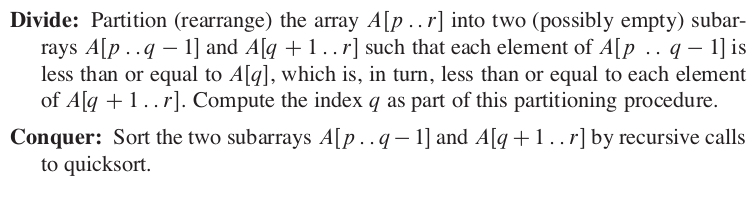 Divide: Partition (rearrange) the array A[p . . r] into two (possibly empty) subar-
rays A[p . . q − 1] and A[q + 1 . . r] such that each element of A[p . . q − 1] is
less than or equal to A[q], which is, in turn, less than or equal to each element
of A[q + 1 . . r]. Compute the index q as part of this partitioning procedure.
Conquer: Sort the two subarrays A[p . . q − 1] and A[q + 1 . . r] by recursive calls
to quicksort.